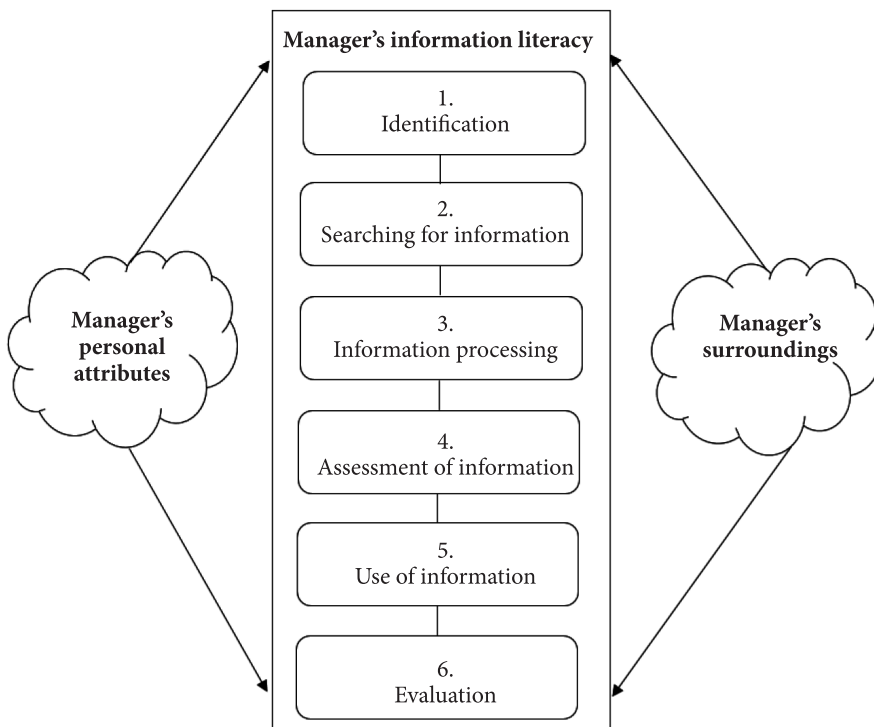 Manager’s information literacy
1.
Identification
2.
Searching for information
3.
Information processing
4.
Assessment of information
5.
Use of information
6.
Evaluation
Manager’s
personal
attributes
Manager’s
surroundings